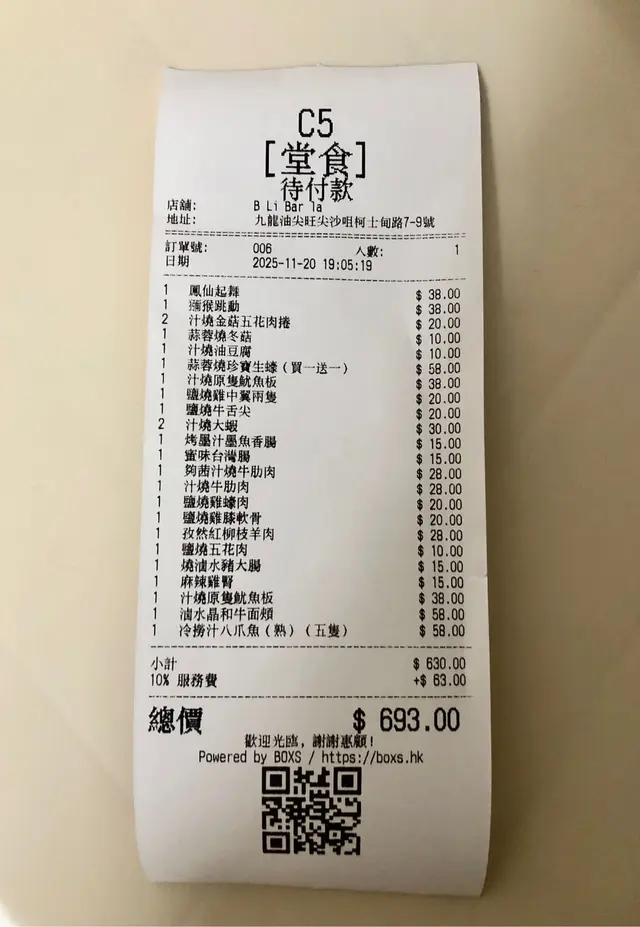 C5
[堂食]
待付款
店舖: B Li Bar la
地址: 九龍油尖旺尖沙咀柯士甸路7-9號
訂單號: 006 人數: 1
日期 2025-11-20 19:05:19
1 鳳仙起舞 $ 38.00
1 獼猴跳動 $ 38.00
2 汁燒金菇五花肉捲 $ 20.00
1 蒜蓉燒冬菇 $ 10.00
1 汁燒油豆腐 $ 10.00
1 蒜蓉燒珍寶生蠔(買一送一) $ 58.00
1 汁燒原隻魷魚板 $ 38.00
1 鹽燒雞中翼兩隻 $ 20.00
1 鹽燒牛舌尖 $ 20.00
2 汁燒大蝦 $ 30.00
1 烤墨汁墨魚香腸 $ 15.00
1 蜜味台灣腸 $ 15.00
1 夠茜汁燒牛肋肉 $ 28.00
1 汁燒牛肋肉 $ 28.00
1 鹽燒雞蠔肉 $ 20.00
1 鹽燒雞膝軟骨 $ 20.00
1 孜然紅柳枝羊肉 $ 28.00
1 鹽燒五花肉 $ 10.00
1 燒滷水豬大腸 $ 15.00
1 麻辣雞腎 $ 15.00
1 汁燒原隻魷魚板 $ 38.00
1 滷水晶和牛面頰 $ 58.00
1 冷撈汁八爪魚(熟)(五隻) $ 58.00
小計 $ 630.00
10% 服務費 +$ 63.00
總價 $ 693.00
歡迎光臨, 謝謝惠顧!
Powered by BOXS / https://boxs.hk